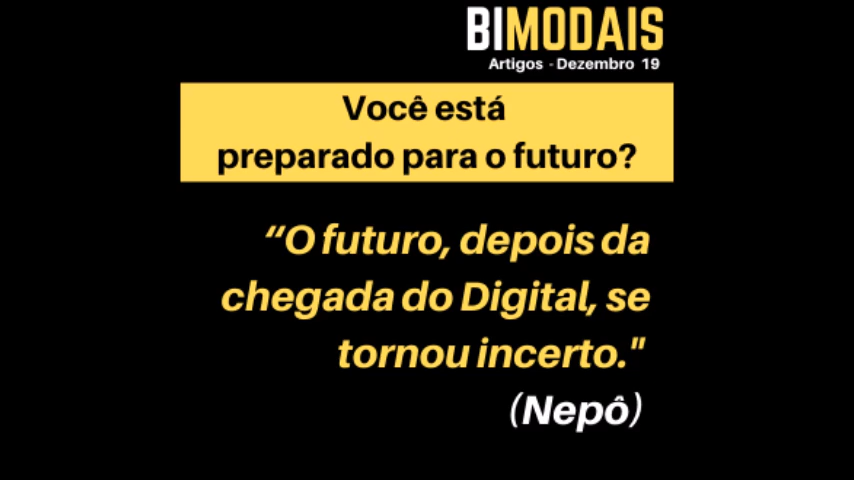 BIMODAIS
Artigos - Dezembro 19
Você está
preparado para o futuro?
“O futuro, depois da
chegada do Digital, se
tornou incerto."
(Nepô)